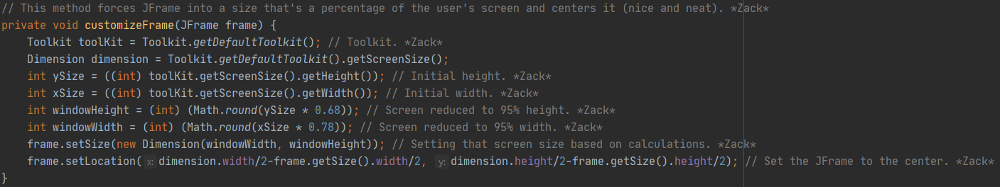 // This method forces JFrame into a size that's a percentage of the user's screen and centers it (nice and neat). *Zack*
private void customizeFrame(JFrame frame) {
    Toolkit toolKit = Toolkit.getDefaultToolkit(); // Toolkit. *Zack*
    Dimension dimension = Toolkit.getDefaultToolkit().getScreenSize();
    int ySize = ((int) toolKit.getScreenSize().getHeight()); // Initial height. *Zack*
    int xSize = ((int) toolKit.getScreenSize().getWidth()); // Initial width. *Zack*
    int windowHeight = (int) (Math.round(ySize * 0.68)); // Screen reduced to 95% height. *Zack*
    int windowWidth = (int) (Math.round(xSize * 0.78)); // Screen reduced to 95% width. *Zack*
    frame.setSize(new Dimension(windowWidth, windowHeight)); // Setting that screen size based on calculations. *Zack*
    frame.setLocation( x: dimension.width/2-frame.getSize().width/2, y: dimension.height/2-frame.getSize().height/2); // Set the JFrame to the center. *Zack*
}